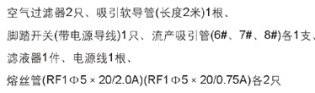 空气过滤器2只、吸引软导管(长度2米)1根、
脚踏开关(带电源导线)1只、流产吸引管(6#、7#、8#)各1支、
滤液器1件、电源线1根、
熔丝管(RF1Φ5×20/2.0A)(RF1Φ5×20/0.75A)各2只